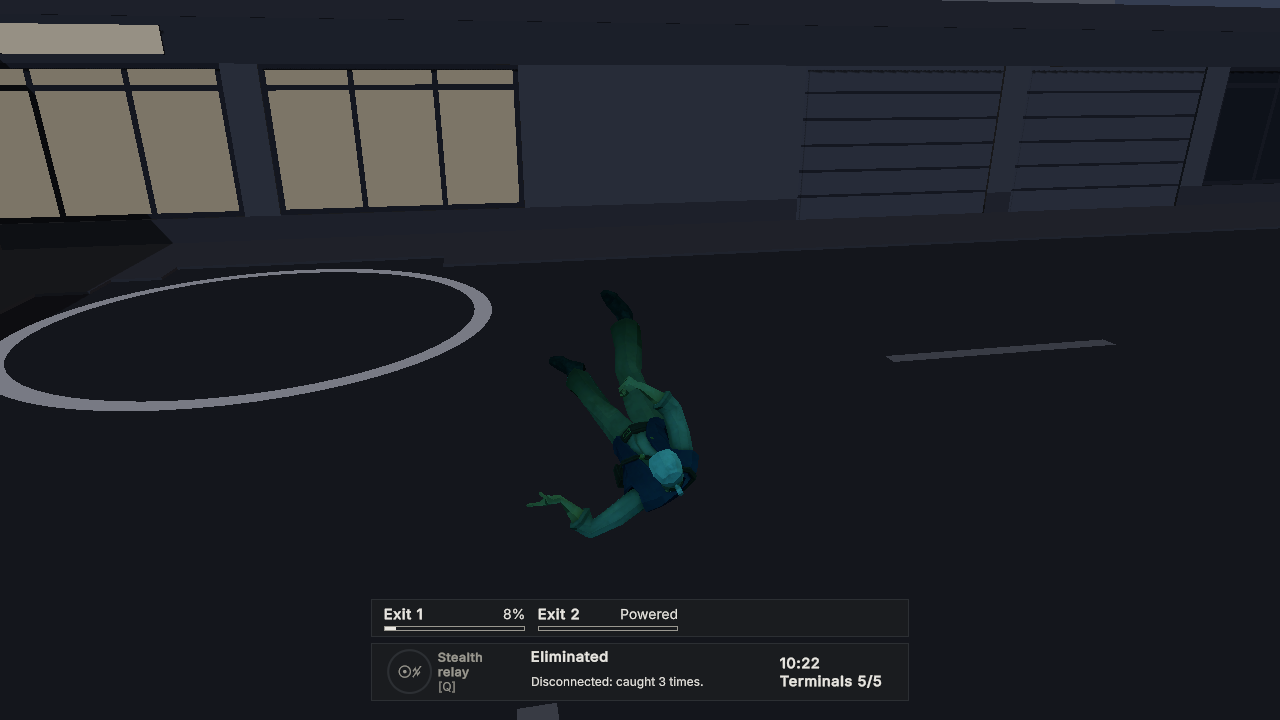 Exit 1 8% Exit 2 Powered
Stealth relay [Q]
Eliminated
Disconnected: caught 3 times.
10:22
Terminals 5/5